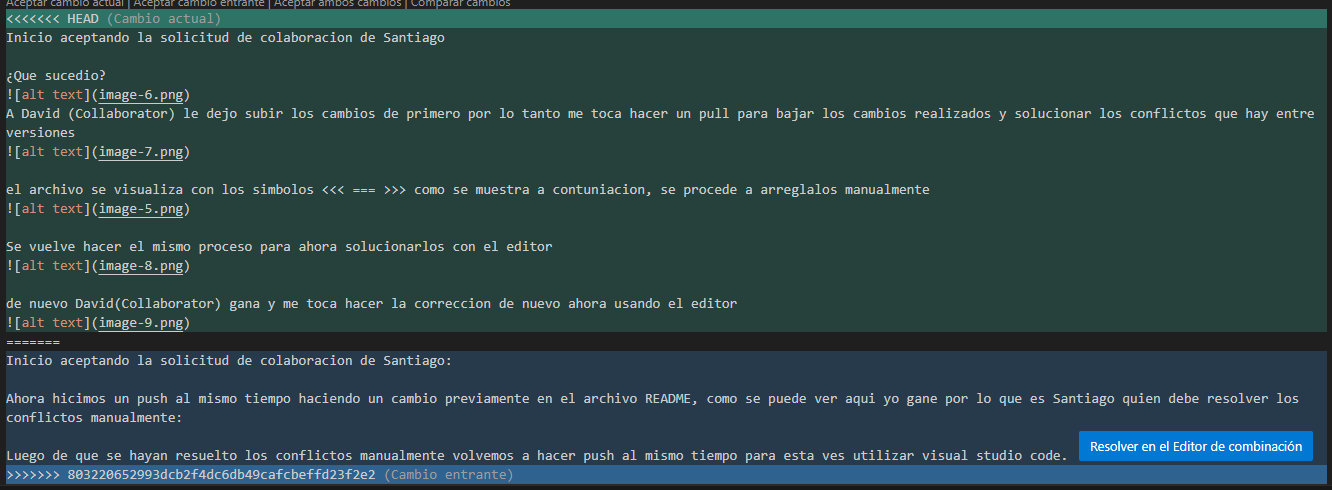 Aceptar cambio actual | Aceptar cambio entrante | Aceptar ambos cambios | Comparar cambios
<<<<<<< HEAD (Cambio actual)
Inicio aceptando la solicitud de colaboracion de Santiago
¿Que sucedio?
![alt text](image-6.png)
A David (Collaborator) le dejo subir los cambios de primero por lo tanto me toca hacer un pull para bajar los cambios realizados y solucionar los conflictos que hay entre
versiones
![alt text](image-7.png)
el archivo se visualiza con los simbolos <<< === >>> como se muestra a contuniacion, se procede a arreglalos manualmente
![alt text](image-5.png)
Se vuelve hacer el mismo proceso para ahora solucionarlos con el editor
![alt text](image-8.png)
de nuevo David(Collaborator) gana y me toca hacer la correccion de nuevo ahora usando el editor
![alt text](image-9.png)
=======
Inicio aceptando la solicitud de colaboracion de Santiago:
Ahora hicimos un push al mismo tiempo haciendo un cambio previamente en el archivo README, como se puede ver aqui yo gane por lo que es Santiago quien debe resolver los
conflictos manualmente:
Luego de que se hayan resuelto los conflictos manualmente volvemos a hacer push al mismo tiempo para esta ves utilizar visual studio code.
Resolver en el Editor de combinación
>>>>>>> 803220652993dcb2f4dc6db49cafcbeffd23f2e2 (Cambio entrante)